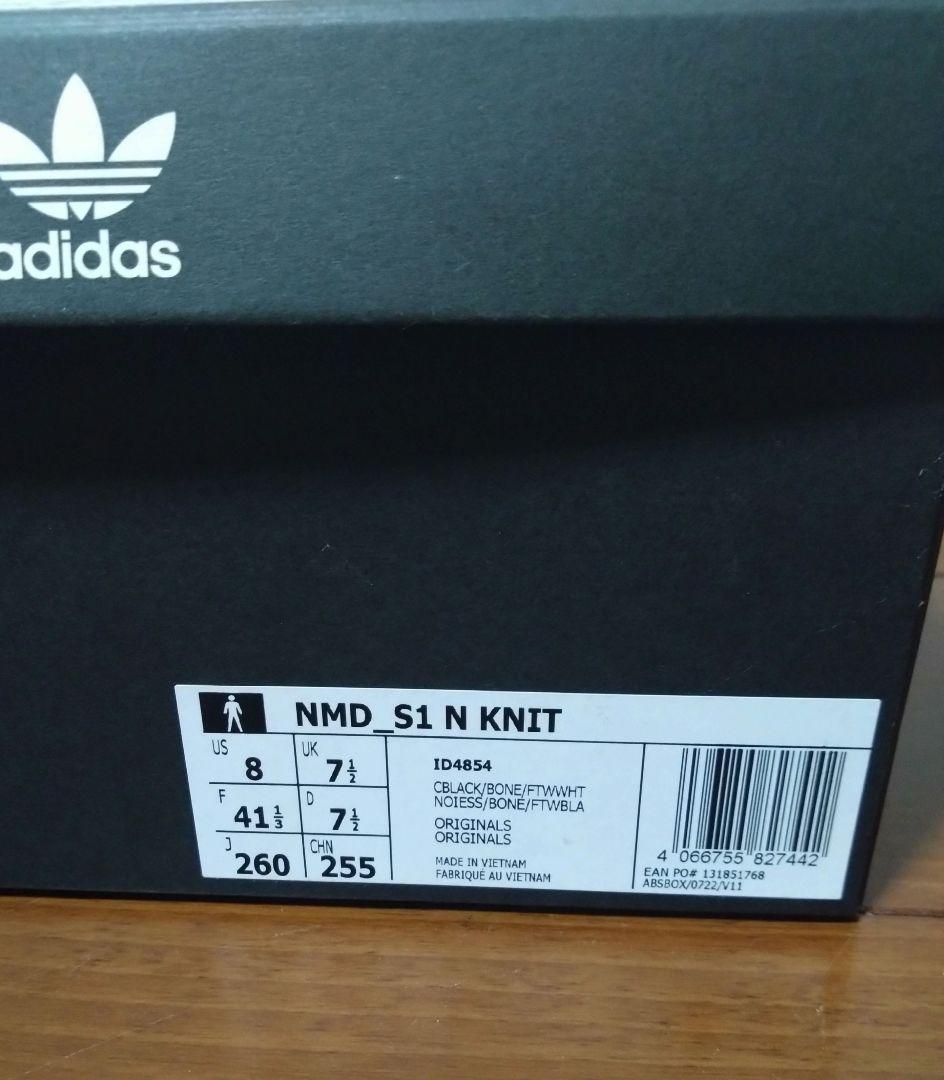 adidas
NMD_S1 N KNIT
US 8
UK 7½
F 41⅓
D 7½
J 260
CHN 255
ID4854
CBLACK/BONE/FTWWHT
NOIESS/BONE/FTWBLA
ORIGINALS
ORIGINALS
MADE IN VIETNAM
FABRIQUÉ AU VIETNAM
4 066755 827442
EAN PO# 131851768
ABSBOX/0722/V11